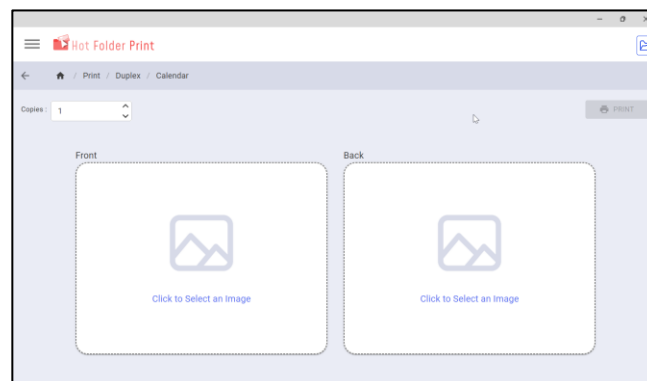 Hot Folder Print
/ Print / Duplex / Calendar
Copies : 1
PRINT
Front
Back
Click to Select an Image
Click to Select an Image